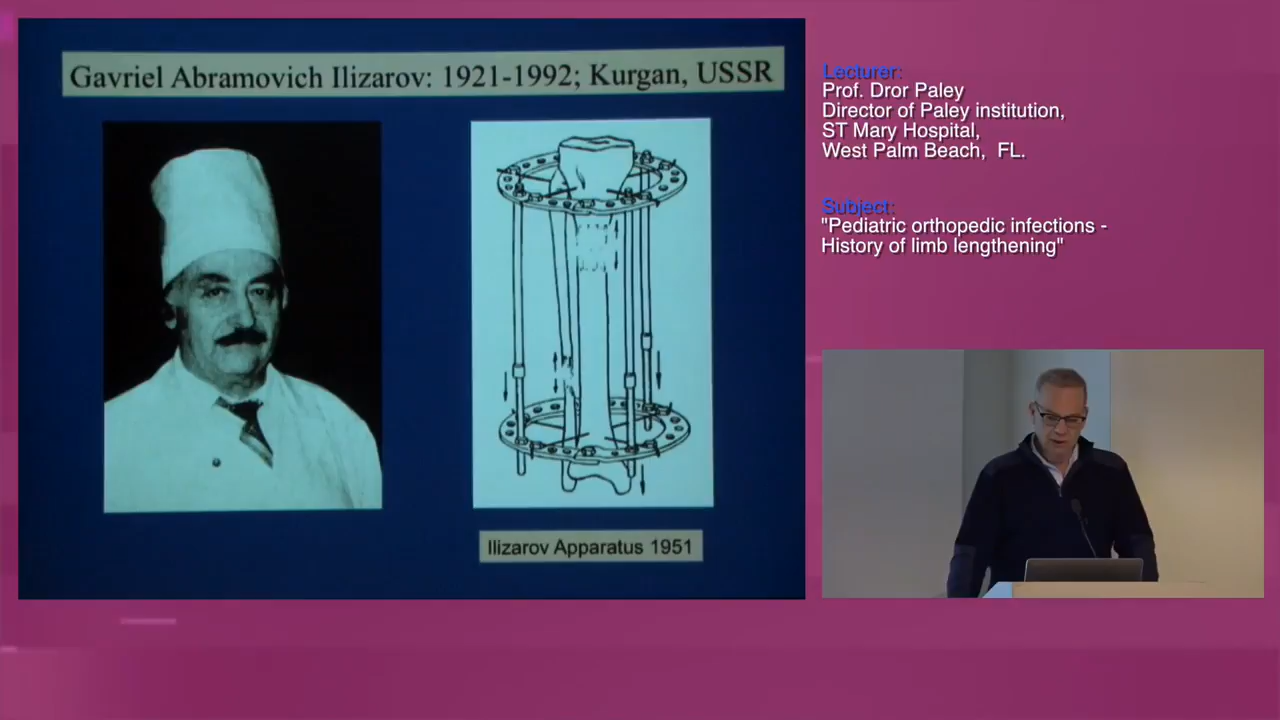 Gavriel Abramovich Ilizarov: 1921-1992; Kurgan, USSR
Ilizarov Apparatus 1951
Lecturer:
Prof. Dror Paley
Director of Paley institution,
ST Mary Hospital,
West Palm Beach, FL.
Subject:
"Pediatric orthopedic infections -
History of limb lengthening"